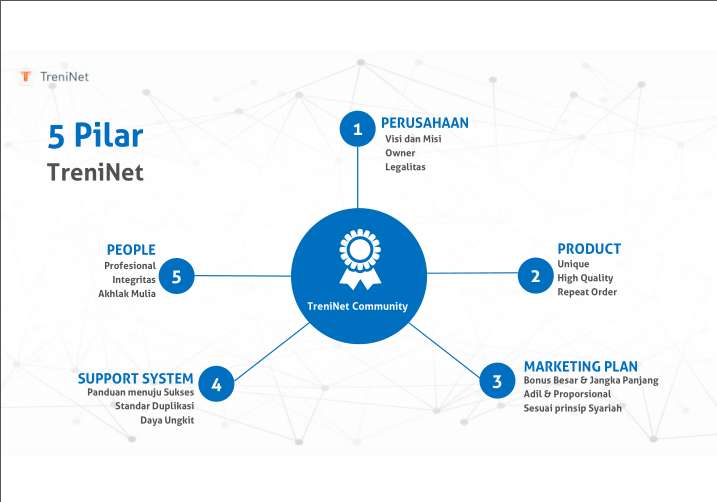 TreniNet
5 Pilar
TreniNet
1
PERUSAHAAN
Visi dan Misi
Owner
Legalitas
2
PRODUCT
Unique
High Quality
Repeat Order
3
MARKETING PLAN
Bonus Besar & Jangka Panjang
Adil & Proporsional
Sesuai prinsip Syariah
4
SUPPORT SYSTEM
Panduan menuju Sukses
Standar Duplikasi
Daya Ungkit
5
PEOPLE
Profesional
Integritas
Akhlak Mulia
TreniNet Community